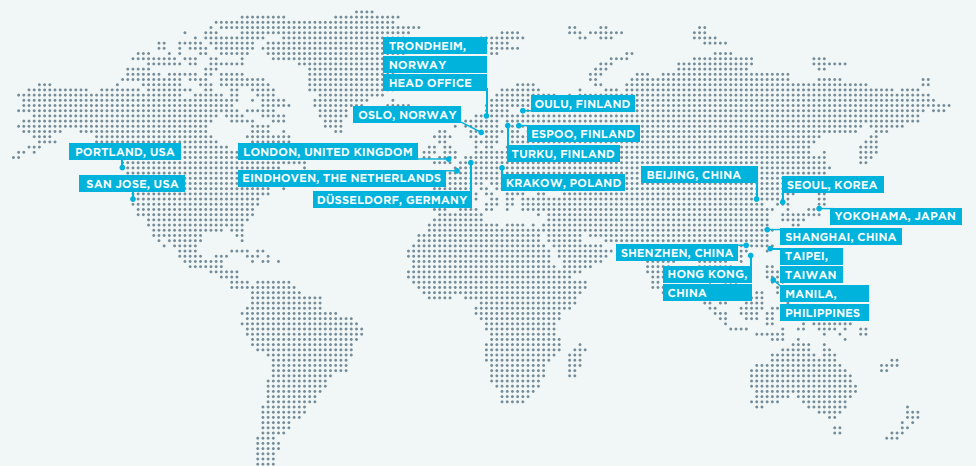 TRONDHEIM,
NORWAY
HEAD OFFICE
OULU, FINLAND
OSLO, NORWAY
ESPOO, FINLAND
PORTLAND, USA
LONDON, UNITED KINGDOM
TURKU, FINLAND
EINDHOVEN, THE NETHERLANDS
SAN JOSE, USA
KRAKOW, POLAND
BEIJING, CHINA
SEOUL, KOREA
DÜSSELDORF, GERMANY
YOKOHAMA, JAPAN
SHANGHAI, CHINA
SHENZHEN, CHINA
TAIPEI,
TAIWAN
HONG KONG,
CHINA
MANILA,
PHILIPPINES